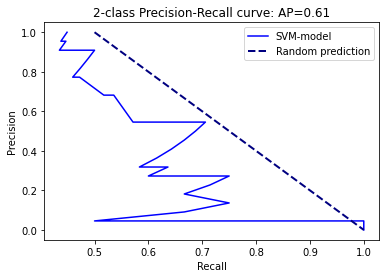 2-class Precision-Recall curve: AP=0.61
SVM-model
Random prediction
Precision
1.0
0.8
0.6
0.4
0.2
0.0
0.5 0.6 0.7 0.8 0.9 1.0
Recall